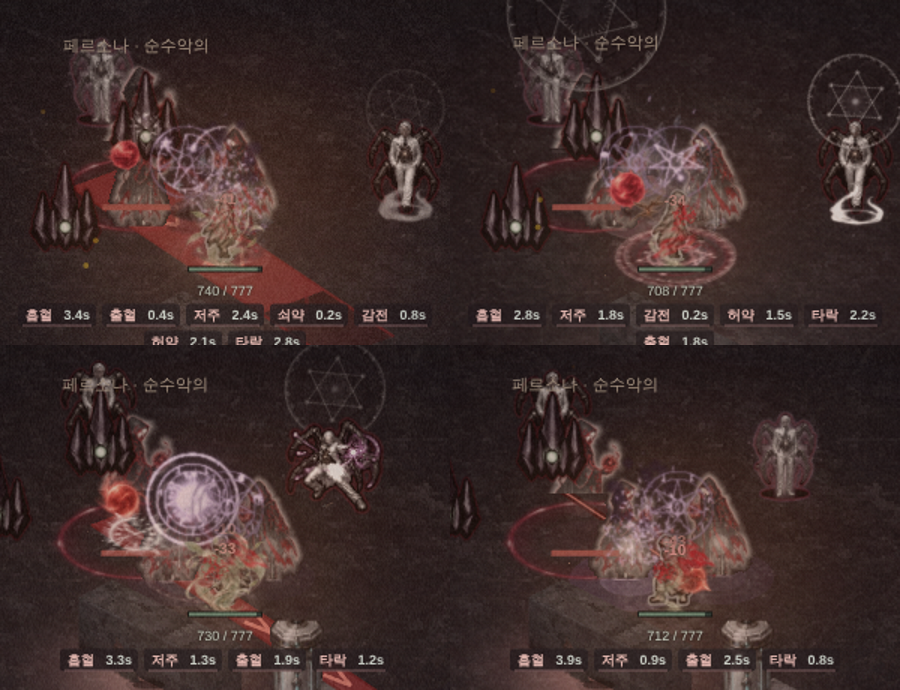 페르소나 · 순수악의
740 / 777
흡혈 3.4s 출혈 0.4s 저주 2.4s 쇠약 0.2s 감전 0.8s
허약 2.1s 타락 2.8s
페르소나 · 순수악의
708 / 777
흡혈 2.8s 저주 1.8s 감전 0.2s 허약 1.5s 타락 2.2s
출혈 1.8s
페르소나 · 순수악의
-33
730 / 777
흡혈 3.3s 저주 1.3s 출혈 1.9s 타락 1.2s
페르소나 · 순수악의
-10
712 / 777
흡혈 3.9s 저주 0.9s 출혈 2.5s 타락 0.8s